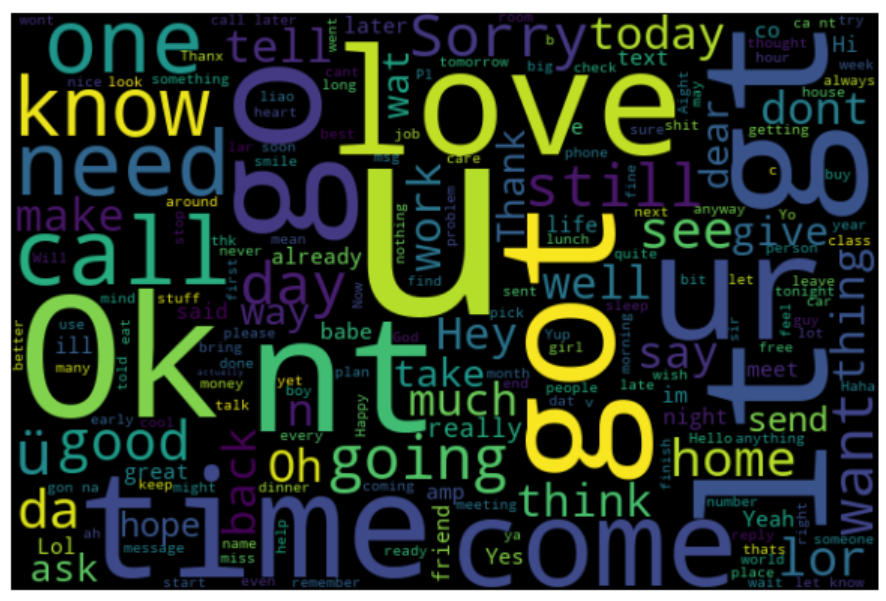 wont
call later
later
went
room
ca nt
try
one
Thanx
tell
Sorry
today
co
Hi
thought
hour
week
nice
look
something
cant
long
Pl
tomorrow
b
big
check
text
wat
love
go
gt
know
liao
heart
best
job
e
sure
shit
Aight
may
house
always
dont
getting
need
lar
soon
smile
msg
care
phone
dear
c
buy
make
around
stop
u
nothing
work
problem
Thank
still
fine
life
lunch
next
anyway
Yo
year
call
Will
thk
never
mean
already
see
give
person
class
first
day
find
sent
got
well
quite
ur
bit
let
leave
tonight
thing
mind
stuff
said
way
Now
pick
sleep
car
feel
better
Ok
use
ill
many
told
eat
please
bring
done
babe
God
Hey
Yup
girl
morning
say
sir
free
guy
lot
actually
nt
money
yet
boy
plan
take
month
end
people
late
wish
im
meet
lt
Haha
talk
n
Happy
much
dat
v
night
send
want
early
cool
every
really
ü
good
back
Oh
going
finish
Hello
anything
home
great
gon na
keep
might
dinner
coming
amp
meeting
think
number
da
time
come
right
Yeah
someone
ah
hope
name
help
friend
ya
reply
thats
Lol
message
miss
ready
Yes
world
lor
ask
place
start
even
remember
wait
let know